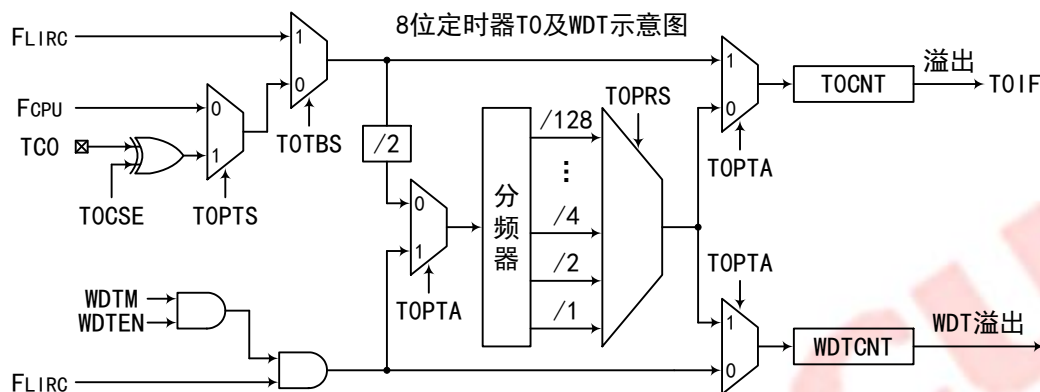 8位定时器T0及WDT示意图
FLIRC
1
0
T0TBS
FCPU
TC0
0
1
T0CSE
T0PTS
/2
0
1
T0PTA
分频器
/128
⋮
/4
/2
/1
T0PRS
1
0
T0PTA
T0CNT
溢出
T0IF
WDTM
WDTEN
FLIRC
T0PTA
1
0
WDTCNT
WDT溢出